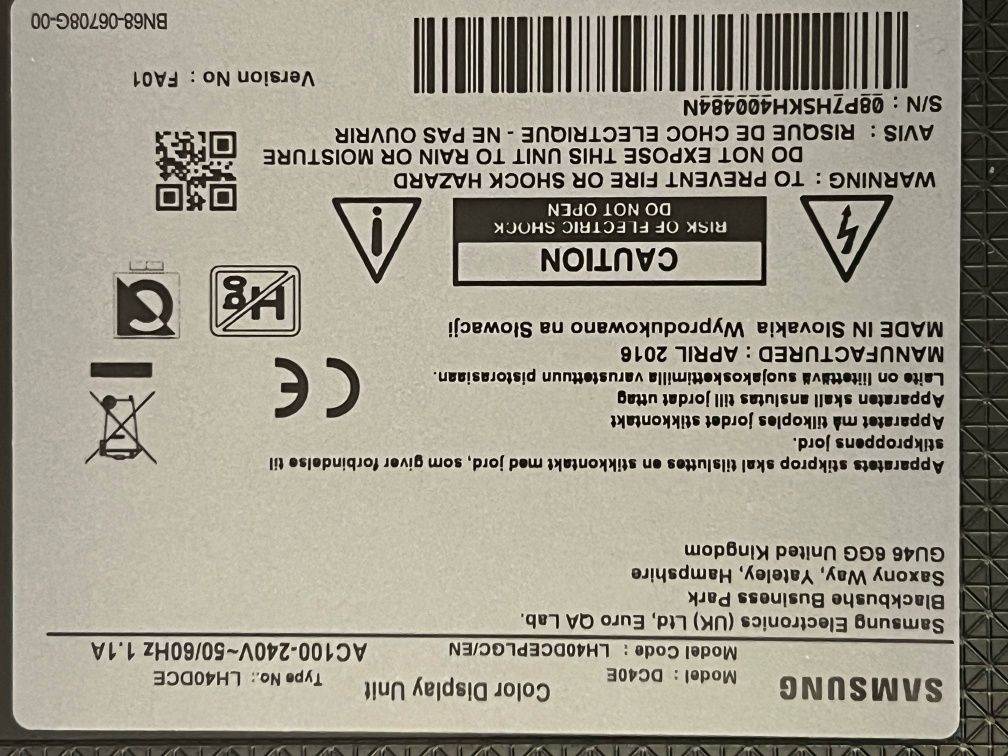 SAMSUNG
Model : DC40E
Model Code : LH40DCEPLGC/EN
Color Display Unit
Type No.: LH40DCE
AC100-240V~50/60Hz 1.1A
Samsung Electronics (UK) Ltd, Euro QA Lab.
Blackbushe Business Park
Saxony Way, Yateley, Hampshire
GU46 6GG United Kingdom
Apparatets stikprop skal tilsluttes en stikkontakt med jord, som giver forbindelse til
stikproppens jord.
Apparatet må tilkoples jordet stikkontakt
Apparaten skall anslutas till jordat uttag
Laite on liitettävä suojakoskettimilla varustettuun pistorasiaan.
MANUFACTURED : APRIL 2016
MADE IN Slovakia Wyprodukowano na Słowacji
CE
Hg
CAUTION
RISK OF ELECTRIC SHOCK
DO NOT OPEN
WARNING : TO PREVENT FIRE OR SHOCK HAZARD
DO NOT EXPOSE THIS UNIT TO RAIN OR MOISTURE
AVIS : RISQUE DE CHOC ELECTRIQUE - NE PAS OUVRIR
S/N : 08P7HSKH400484N
Version No : FA01
BN68-06708G-00